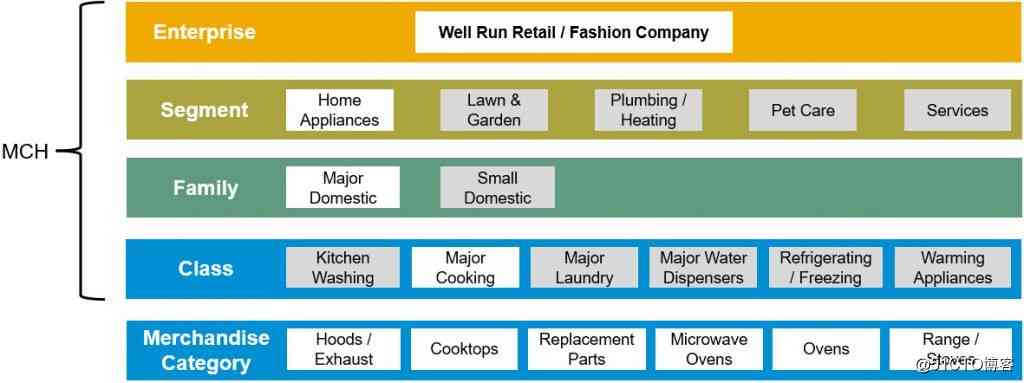 Enterprise
Well Run Retail / Fashion Company
Segment
Home
Appliances
Lawn &
Garden
Plumbing /
Heating
Pet Care
Services
MCH
Family
Major
Domestic
Small
Domestic
Class
Kitchen
Washing
Major
Cooking
Major
Laundry
Major Water
Dispensers
Refrigerating
/ Freezing
Warming
Appliances
Merchandise
Category
Hoods /
Exhaust
Cooktops
Replacement
Parts
Microwave
Ovens
Ovens
Range /
@51CTO博客